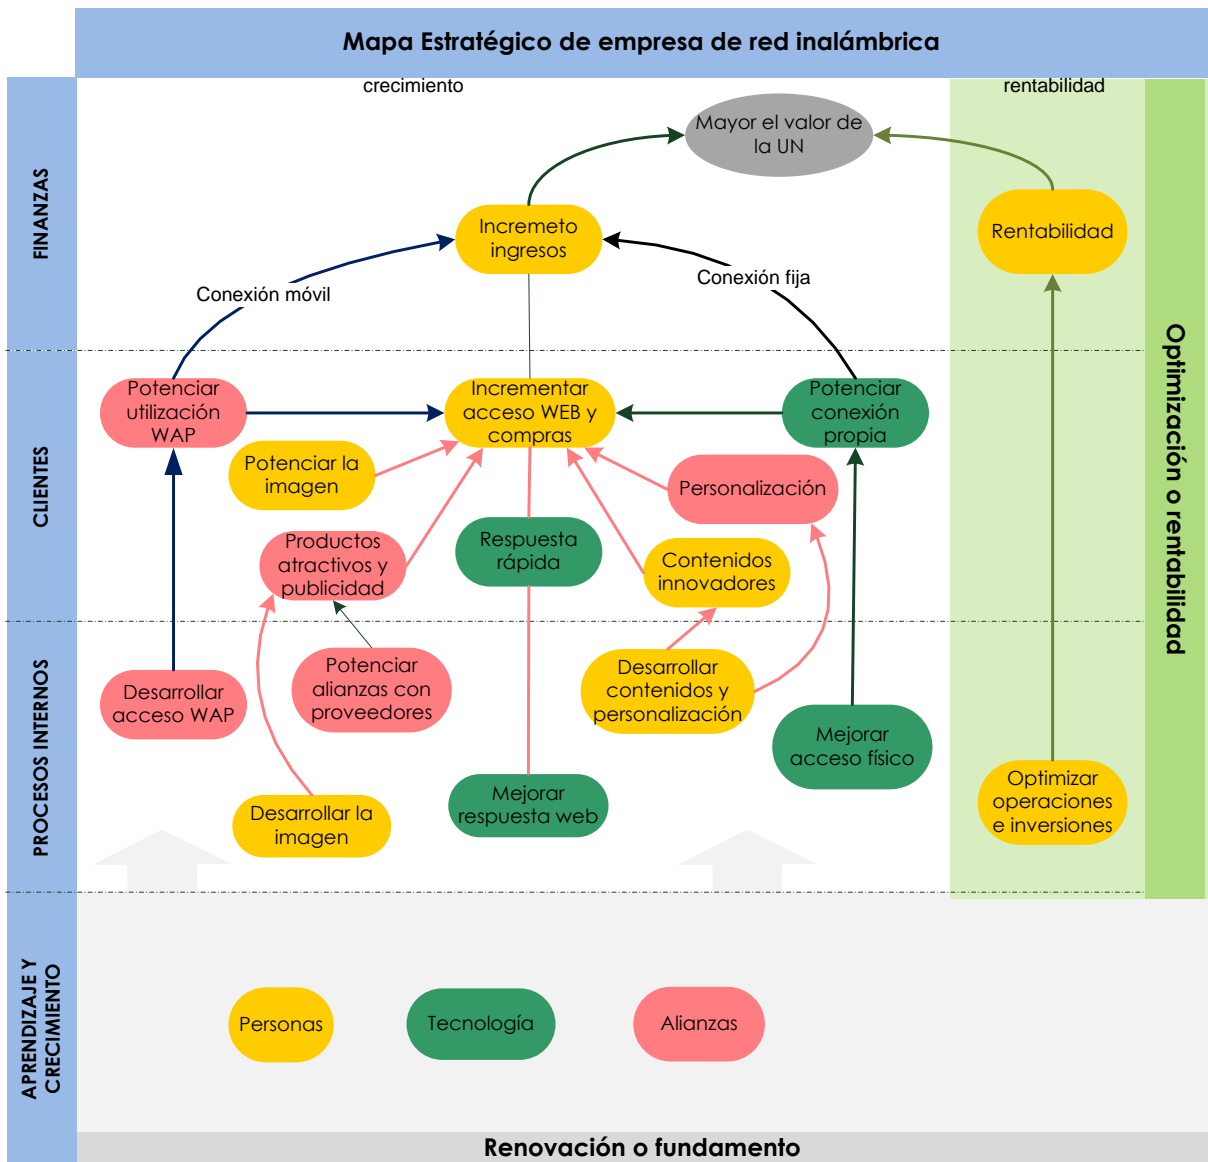 Mapa Estratégico de empresa de red inalámbrica
crecimiento
rentabilidad
FINANZAS
Mayor el valor de
la UN
Incremeto
ingresos
Rentabilidad
Conexión móvil
Conexión fija
Optimización o rentabilidad
CLIENTES
Potenciar
utilización
WAP
Incrementar
acceso WEB y
compras
Potenciar
conexión
propia
Potenciar la
imagen
Personalización
Productos
atractivos y
publicidad
Respuesta
rápida
Contenidos
innovadores
PROCESOS INTERNOS
Desarrollar
acceso WAP
Potenciar
alianzas con
proveedores
Desarrollar
contenidos y
personalización
Mejorar
acceso físico
Desarrollar la
imagen
Mejorar
respuesta web
Optimizar
operaciones
e inversiones
APRENDIZAJE Y
CRECIMIENTO
Personas
Tecnología
Alianzas
Renovación o fundamento